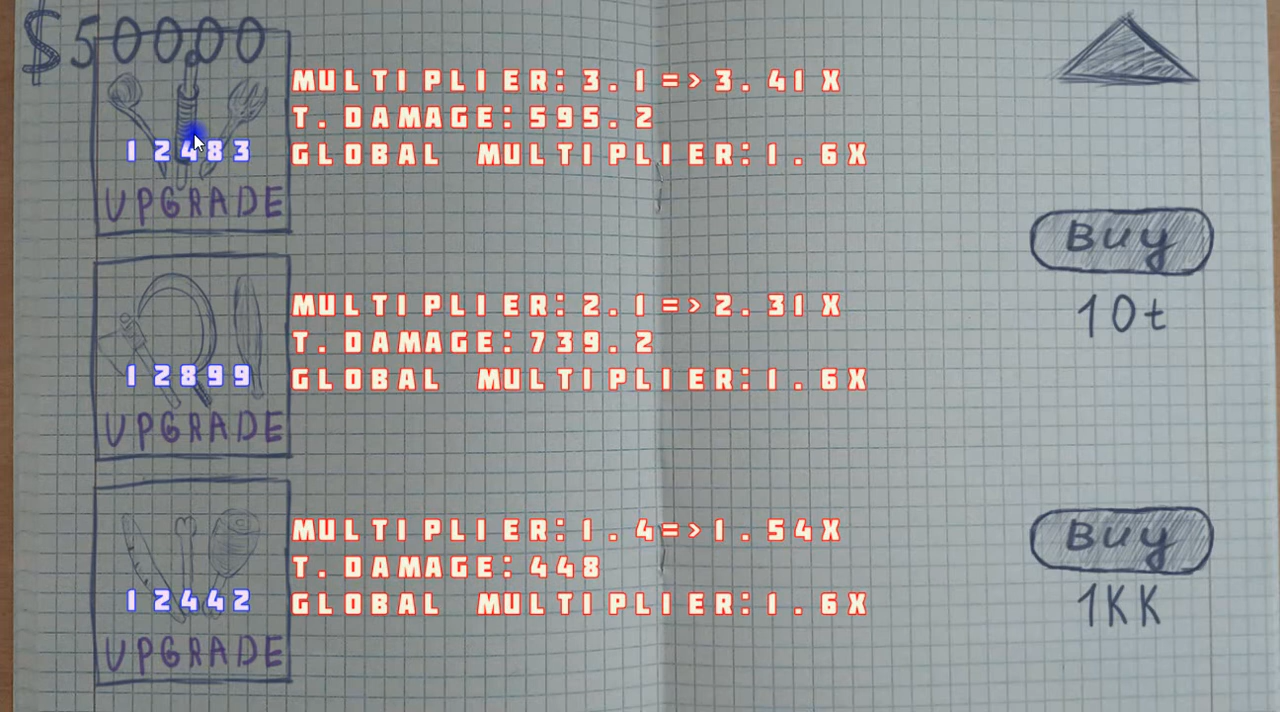 $50000
MULTIPLIER: 3.1=>3.41X
T.DAMAGE: 595.2
GLOBAL MULTIPLIER: 1.6X
12483
UPGRADE
Buy
10t
MULTIPLIER: 2.1=>2.31X
T.DAMAGE: 739.2
GLOBAL MULTIPLIER: 1.6X
12899
UPGRADE
MULTIPLIER: 1.4=>1.54X
T.DAMAGE: 448
GLOBAL MULTIPLIER: 1.6X
12442
UPGRADE
Buy
1KK